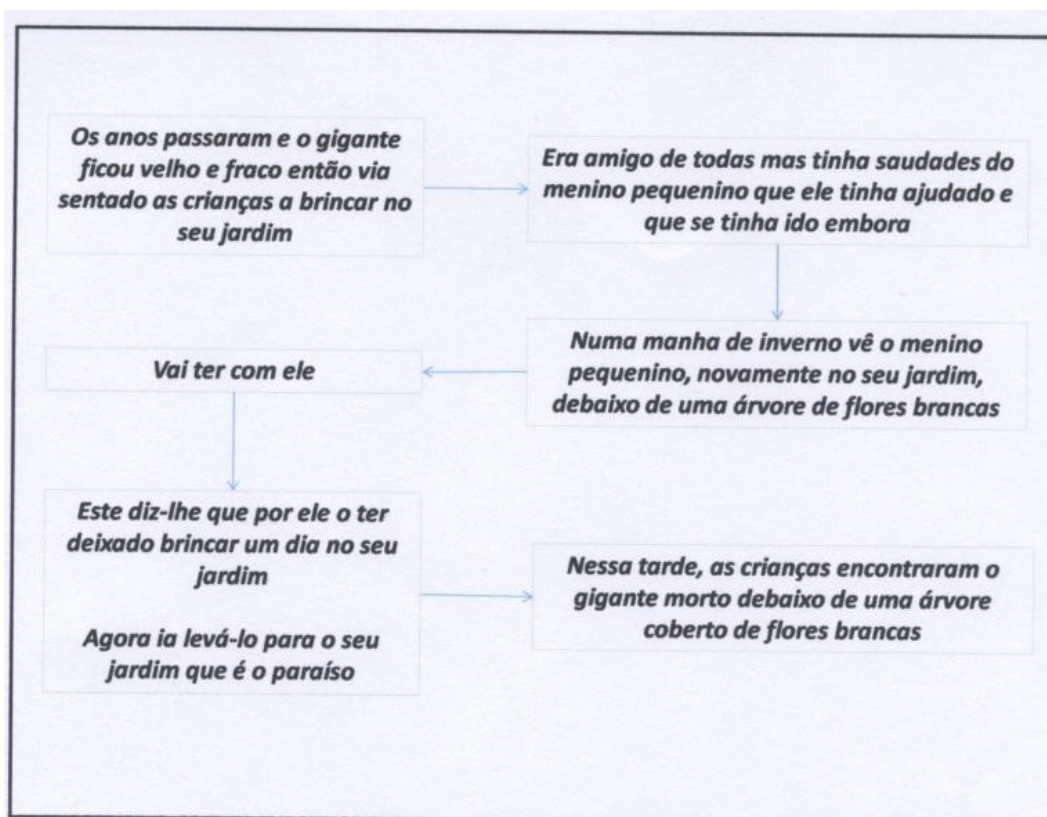 Os anos passaram e o gigante
ficou velho e fraco então via
sentado as crianças a brincar no
seu jardim
Era amigo de todas mas tinha saudades do
menino pequenino que ele tinha ajudado e
que se tinha ido embora
Numa manha de inverno vê o menino
pequenino, novamente no seu jardim,
debaixo de uma árvore de flores brancas
Vai ter com ele
Este diz-lhe que por ele o ter
deixado brincar um dia no seu
jardim
Agora ia levá-lo para o seu
jardim que é o paraíso
Nessa tarde, as crianças encontraram o
gigante morto debaixo de uma árvore
coberto de flores brancas